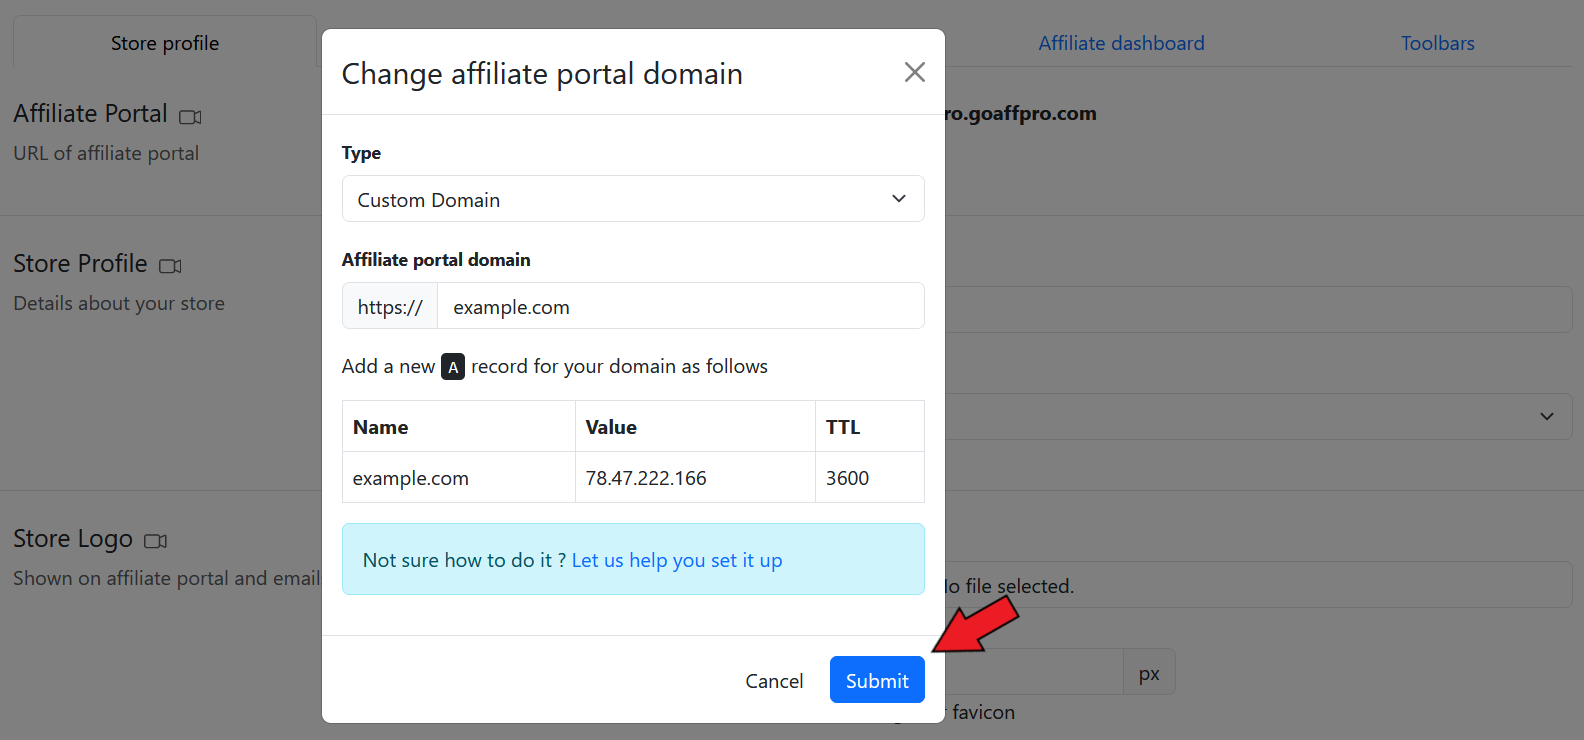 Store profile
Affiliate dashboard
Toolbars
Change affiliate portal domain
Affiliate Portal
ro.goaffpro.com
URL of affiliate portal
Type
Custom Domain
Affiliate portal domain
Store Profile
Details about your store
https:// example.com
Add a new A record for your domain as follows
Name Value TTL
example.com 78.47.222.166 3600
Store Logo
Shown on affiliate portal and email
Not sure how to do it ? Let us help you set it up
file selected.
Cancel
Submit
px
favicon